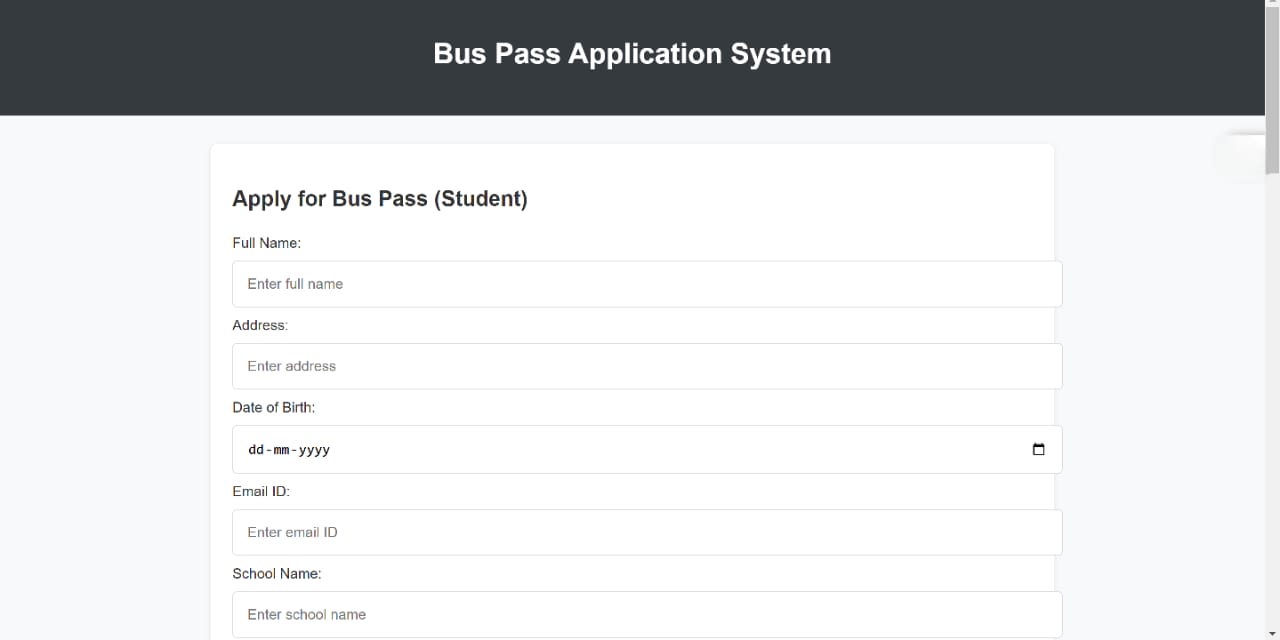 Bus Pass Application System
Apply for Bus Pass (Student)
Full Name:
Enter full name
Address:
Enter address
Date of Birth:
dd-mm-yyyy
Email ID:
Enter email ID
School Name:
Enter school name